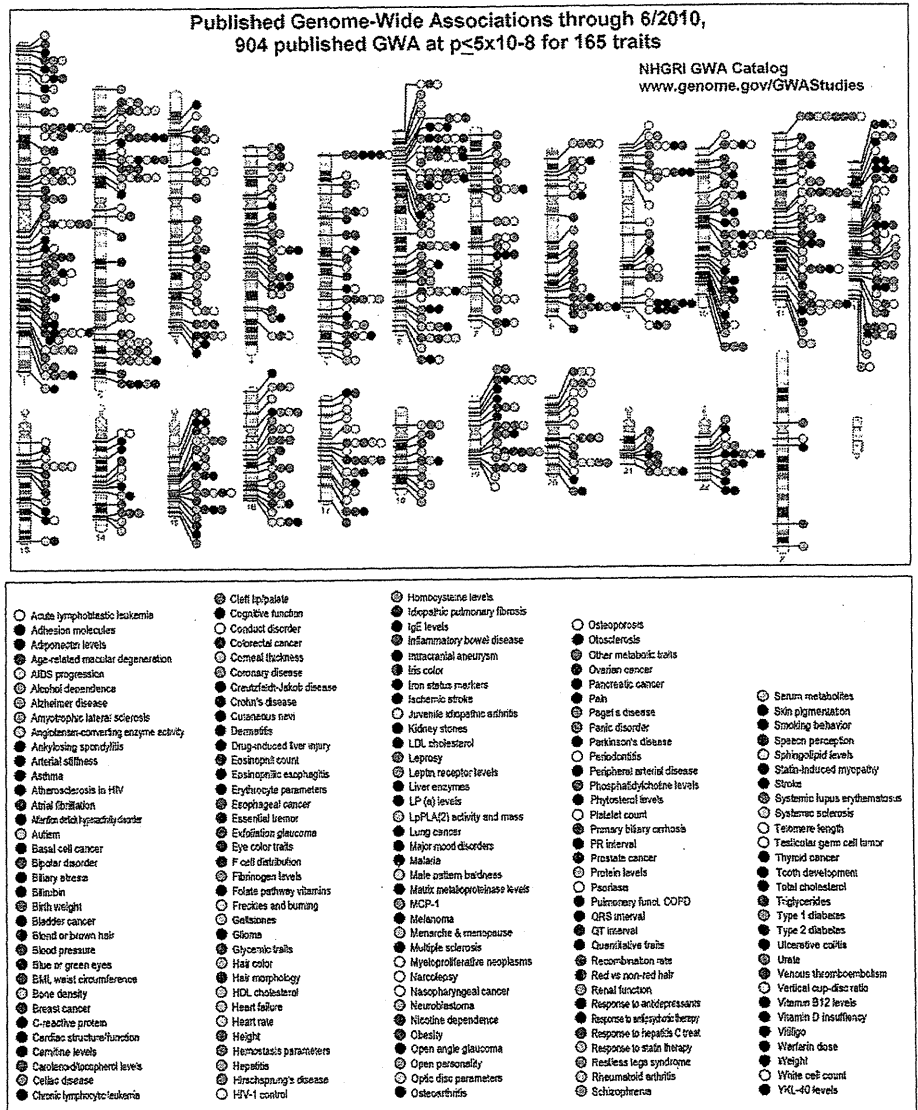 Published Genome-Wide Associations through 6/2010,
904 published GWA at p≤5x10-8 for 165 traits
NHGRI GWA Catalog
www.genome.gov/GWAStudies
Acute lymphoblastic leukemia
Adhesion molecules
Adiponectin levels
Age-related macular degeneration
AIDS progression
Alcohol dependence
Alzheimer disease
Amyotrophic lateral sclerosis
Angiotensin-converting enzyme activity
Ankylosing spondylitis
Arterial stiffness
Asthma
Atherosclerosis in HIV
Atrial fibrillation
Attention deficit hyperactivity disorder
Autism
Basal cell cancer
Bipolar disorder
Biliary atresia
Bilirubin
Birth weight
Bladder cancer
Blond or brown hair
Blood pressure
Blue or green eyes
BMI, waist circumference
Bone density
Breast cancer
C-reactive protein
Cardiac structure/function
Carnitine levels
Carotenoid/tocopherol levels
Celiac disease
Chronic lymphocytic leukemia
Cleft lip/palate
Cognitive function
Conduct disorder
Colorectal cancer
Corneal thickness
Coronary disease
Creutzfeldt-Jakob disease
Crohn's disease
Cutaneous nevi
Dermatitis
Drug-induced liver injury
Eosinophil count
Eosinophilic esophagitis
Erythrocyte parameters
Esophageal cancer
Essential tremor
Exfoliation glaucoma
Eye color traits
F cell distribution
Fibrinogen levels
Folate pathway vitamins
Freckles and burning
Gallstones
Glioma
Glycemic traits
Hair color
Hair morphology
HDL cholesterol
Heart failure
Heart rate
Height
Hemostasis parameters
Hepatitis
Hirschsprung's disease
HIV-1 control
Homocysteine levels
Idiopathic pulmonary fibrosis
IgE levels
Inflammatory bowel disease
Intracranial aneurysm
Iris color
Iron status markers
Ischemic stroke
Juvenile idiopathic arthritis
Kidney stones
LDL cholesterol
Leprosy
Leptin receptor levels
Liver enzymes
LP (a) levels
LpPLA(2) activity and mass
Lung cancer
Major mood disorders
Malaria
Male pattern baldness
Matrix metaloproteinase levels
MCP-1
Melanoma
Menarche & menopause
Multiple sclerosis
Myeloproliferative neoplasms
Narcolepsy
Nasopharyngeal cancer
Neuroblastoma
Nicotine dependence
Obesity
Open angle glaucoma
Open personality
Optic disc parameters
Osteoarthritis
Osteoporosis
Otosclerosis
Other metabolic traits
Ovarian cancer
Pancreatic cancer
Pain
Paget's disease
Panic disorder
Parkinson's disease
Periodontitis
Peripheral arterial disease
Phosphatidylcholine levels
Phytosterol levels
Platelet count
Primary biliary cirrhosis
PR interval
Prostate cancer
Protein levels
Psoriasis
Pulmonary funct. COPD
QRS interval
QT interval
Quantitative traits
Recombination rate
Red vs non-red hair
Renal function
Response to antidepressants
Response to antipsychotic therapy
Response to hepatitis C treat
Response to statin therapy
Restless legs syndrome
Rheumatoid arthritis
Schizophrenia
Serum metabolites
Skin pigmentation
Smoking behavior
Speech perception
Sphingolipid levels
Statin-induced myopathy
Stroke
Systemic lupus erythematosus
Systemic sclerosis
Telomere length
Testicular germ cell tumor
Thyroid cancer
Tooth development
Total cholesterol
Triglycerides
Type 1 diabetes
Type 2 diabetes
Ulcerative colitis
Urate
Venous thromboembolism
Vertical cup-disc ratio
Vitamin B12 levels
Vitamin D insuffiency
Vitiligo
Warfarin dose
Weight
White cell count
YKL-40 levels